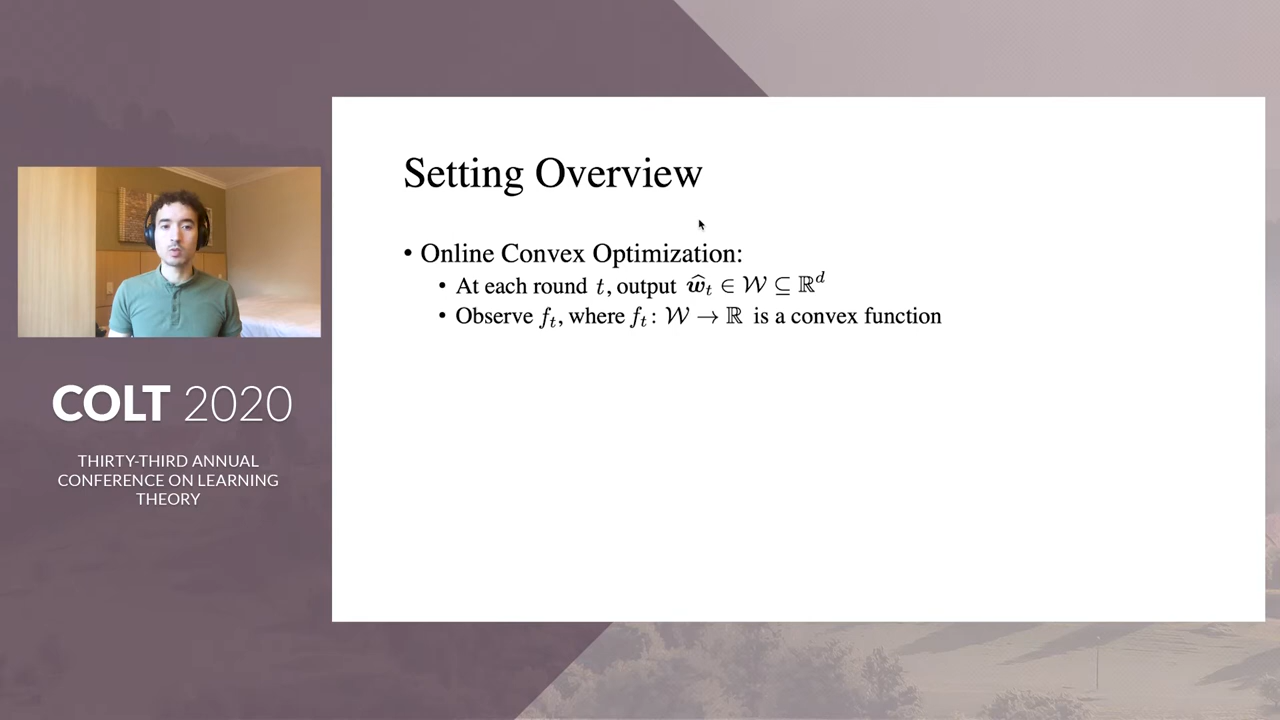 Setting Overview
• Online Convex Optimization:
• At each round t, output ŵ_t ∈ 𝒲 ⊆ ℝ^d
• Observe f_t, where f_t : 𝒲 → ℝ is a convex function
COLT 2020
THIRTY-THIRD ANNUAL
CONFERENCE ON LEARNING
THEORY